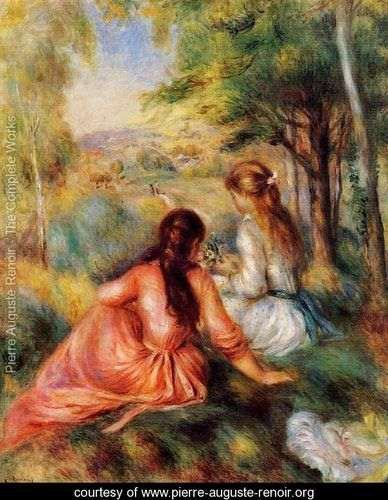 Pierre Auguste Renoir - The Complete Works
courtesy of www.pierre-auguste-renoir.org